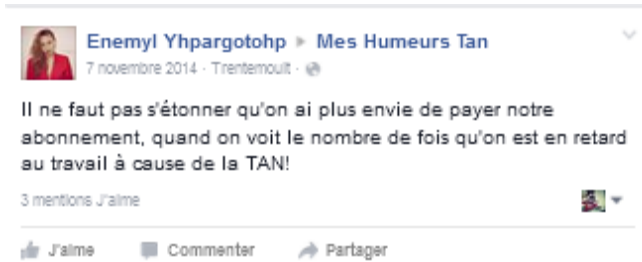 Enemyl Yhpargotohp ▸ Mes Humeurs Tan
7 novembre 2014 · Trentemoult ·
Il ne faut pas s'étonner qu'on ai plus envie de payer notre
abonnement, quand on voit le nombre de fois qu'on est en retard
au travail à cause de la TAN!
3 mentions J'aime
J'aime Commenter Partager